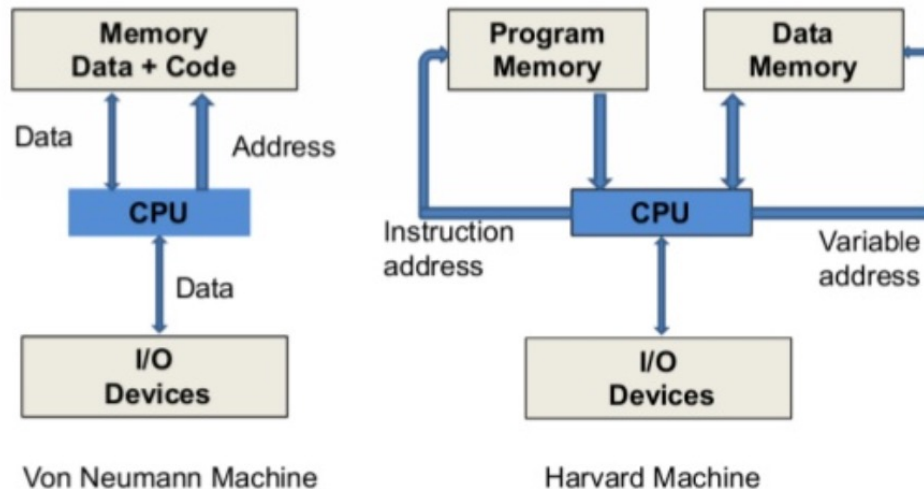 Memory
Data + Code
Data
Address
CPU
Data
I/O
Devices
Von Neumann Machine
Program
Memory
Data
Memory
CPU
Instruction
address
Variable
address
I/O
Devices
Harvard Machine